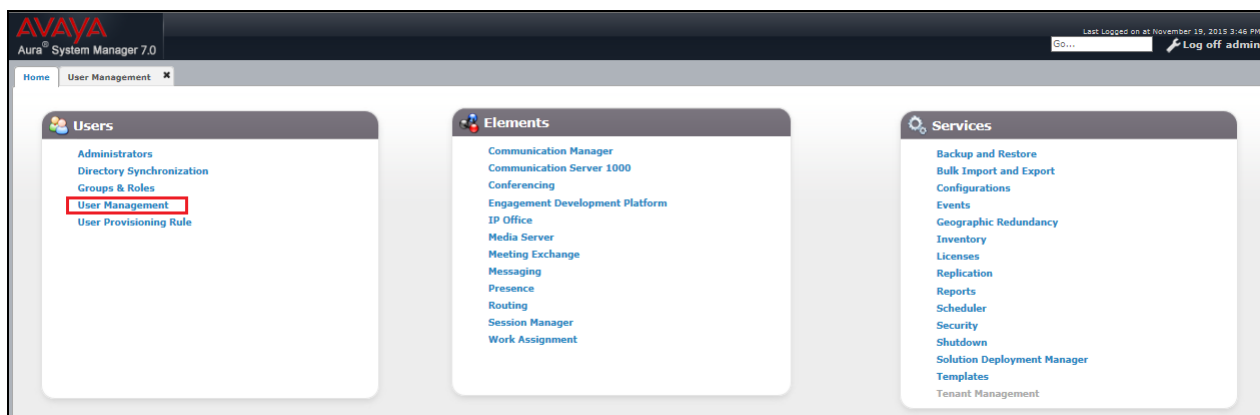 AVAYA
Aura® System Manager 7.0
Last Logged on at November 19, 2015 3:46 PM
Go...
Log off admin
Home
User Management ✖
Users
Administrators
Directory Synchronization
Groups & Roles
User Management
User Provisioning Rule
Elements
Communication Manager
Communication Server 1000
Conferencing
Engagement Development Platform
IP Office
Media Server
Meeting Exchange
Messaging
Presence
Routing
Session Manager
Work Assignment
Services
Backup and Restore
Bulk Import and Export
Configurations
Events
Geographic Redundancy
Inventory
Licenses
Replication
Reports
Scheduler
Security
Shutdown
Solution Deployment Manager
Templates
Tenant Management